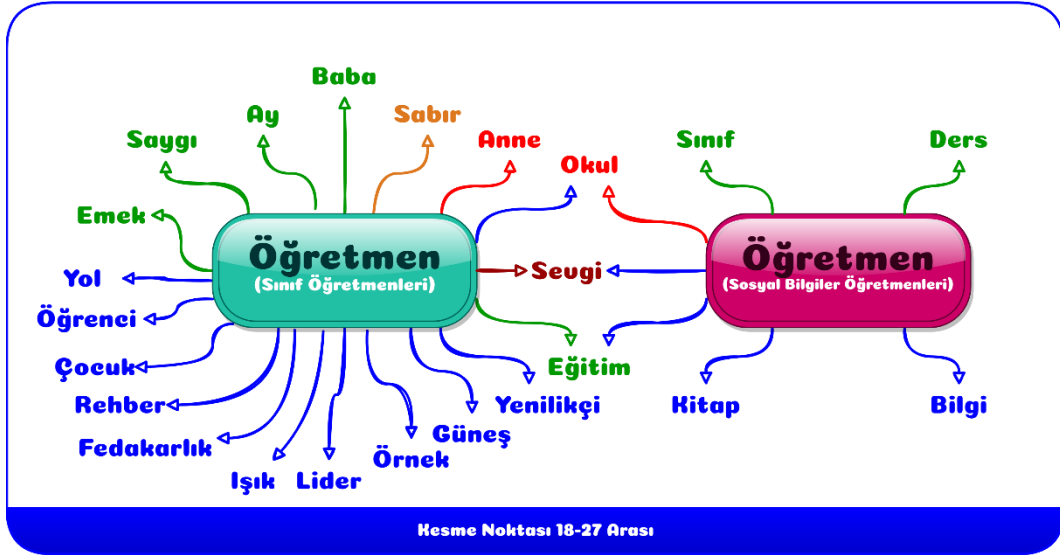 Baba
Ay
Sabır
Saygı
Anne
Okul
Sınıf
Ders
Emek
Öğretmen
(Sınıf Öğretmenleri)
Sevgi
Öğretmen
(Sosyal Bilgiler Öğretmenleri)
Yol
Öğrenci
Çocuk
Eğitim
Rehber
Yenilikçi
Kitap
Bilgi
Fedakarlık
Güneş
Örnek
Işık
Lider
Kesme Noktası 18-27 Arası